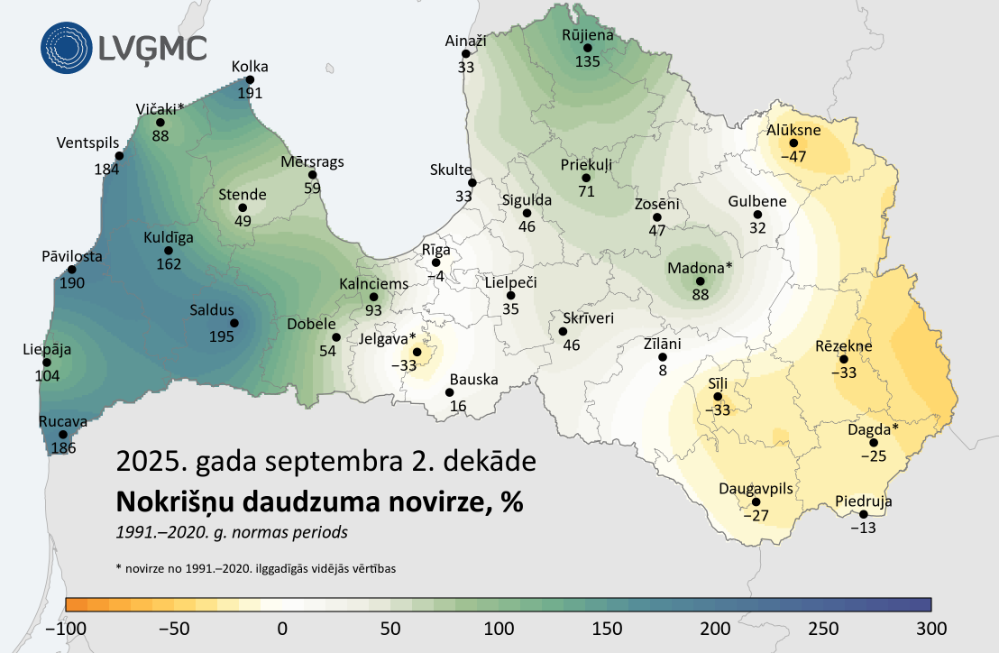 LVĢMC
Ainaži
33
Rūjiena
135
Kolka
191
Vičaki*
88
Ventspils
184
Alūksne
−47
Mērsrags
59
Skulte
33
Priekuļi
71
Stende
49
Sigulda
46
Zosēni
47
Gulbene
32
Kuldīga
162
Rīga
−4
Pāvilosta
190
Madona*
88
Kalnciems
93
Lielpeči
35
Saldus
195
Dobele
54
Skrīveri
46
Jelgava*
−33
Zīlāni
8
Rēzekne
−33
Liepāja
104
Bauska
16
Sīļi
−33
Rucava
186
Dagda*
−25
Daugavpils
−27
Piedruja
−13
2025. gada septembra 2. dekāde
Nokrišņu daudzuma novirze, %
1991.–2020. g. normas periods
* novirze no 1991.–2020. ilggadīgās vidējās vērtības
−100 −50 0 50 100 150 200 250 300